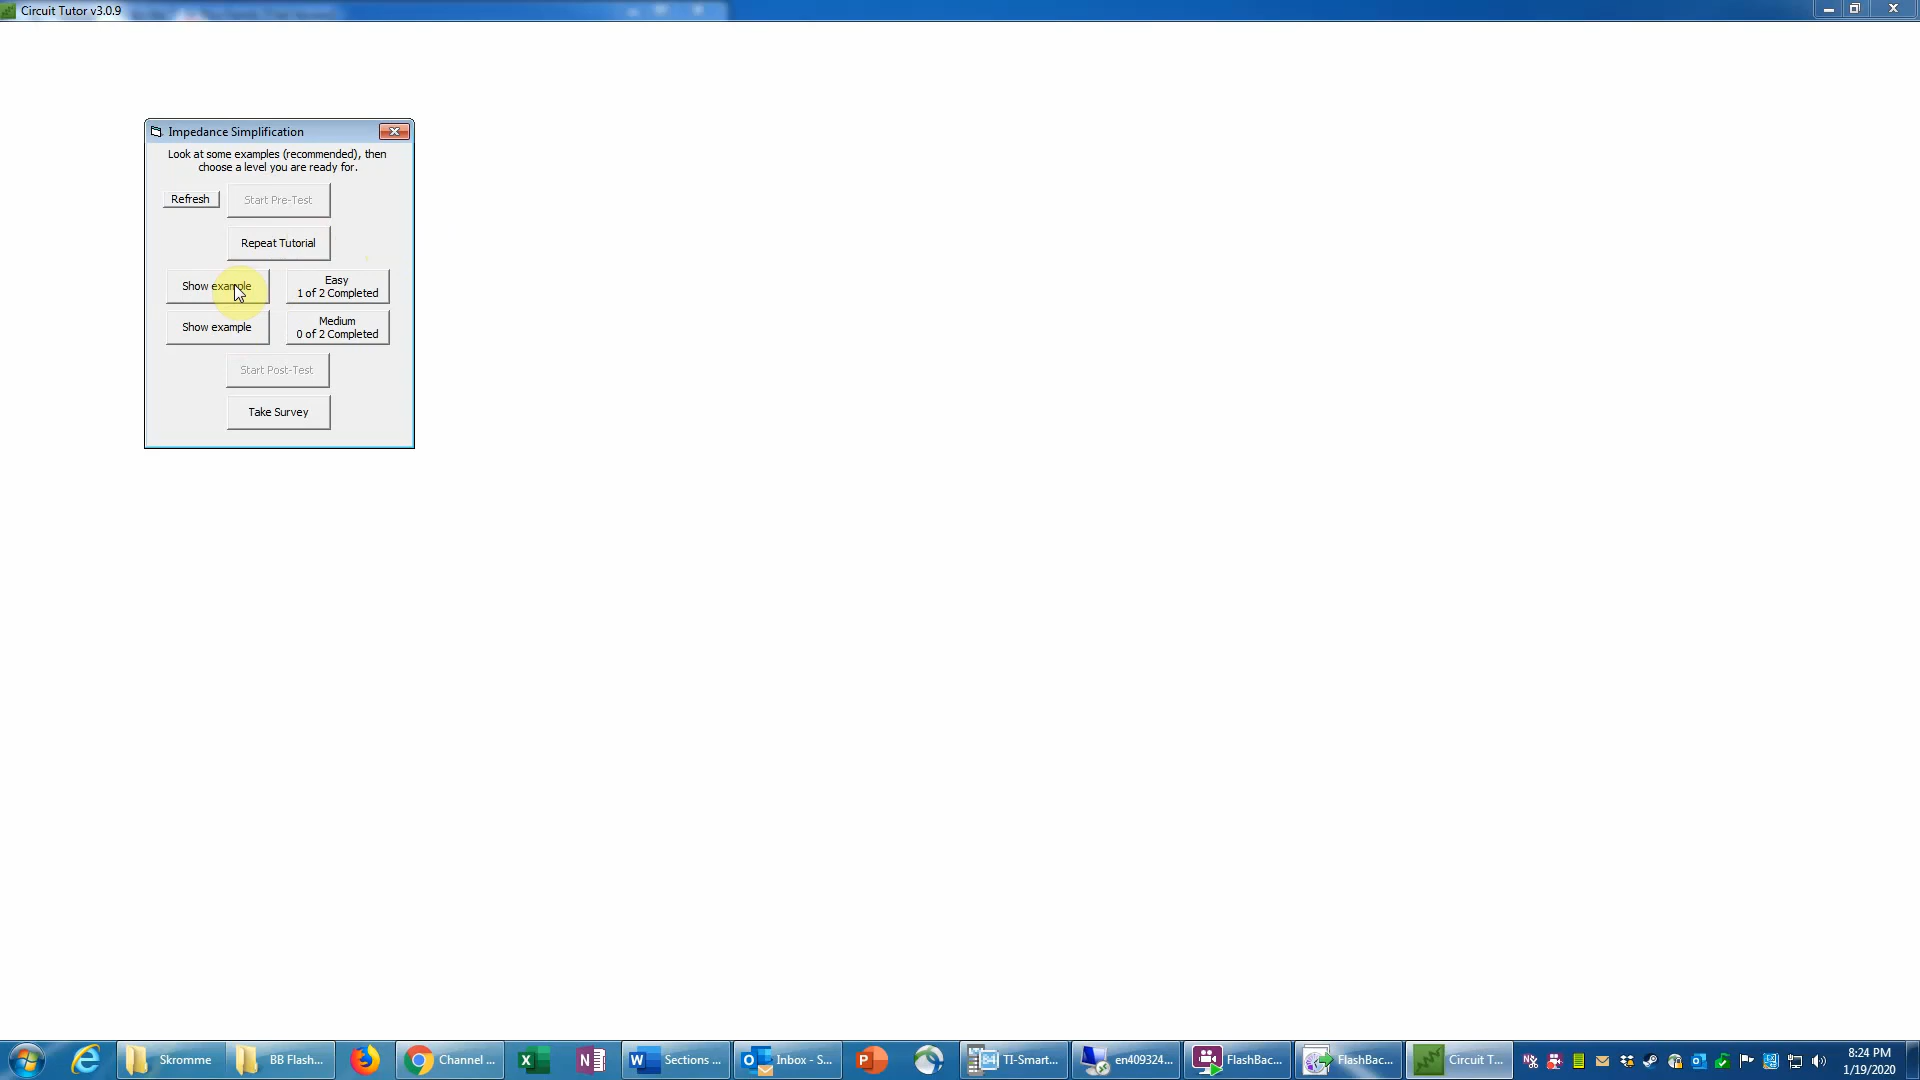 Circuit Tutor v3.0.9
Impedance Simplification
Look at some examples (recommended), then
choose a level you are ready for.
Refresh
Start Pre-Test
Repeat Tutorial
Show example
Easy
1 of 2 Completed
Show example
Medium
0 of 2 Completed
Start Post-Test
Take Survey
Skromme
BB Flash...
Channel ...
Sections ...
Inbox - S...
TI-Smart...
en409324...
FlashBac...
FlashBac...
Circuit T...
8:24 PM
1/19/2020